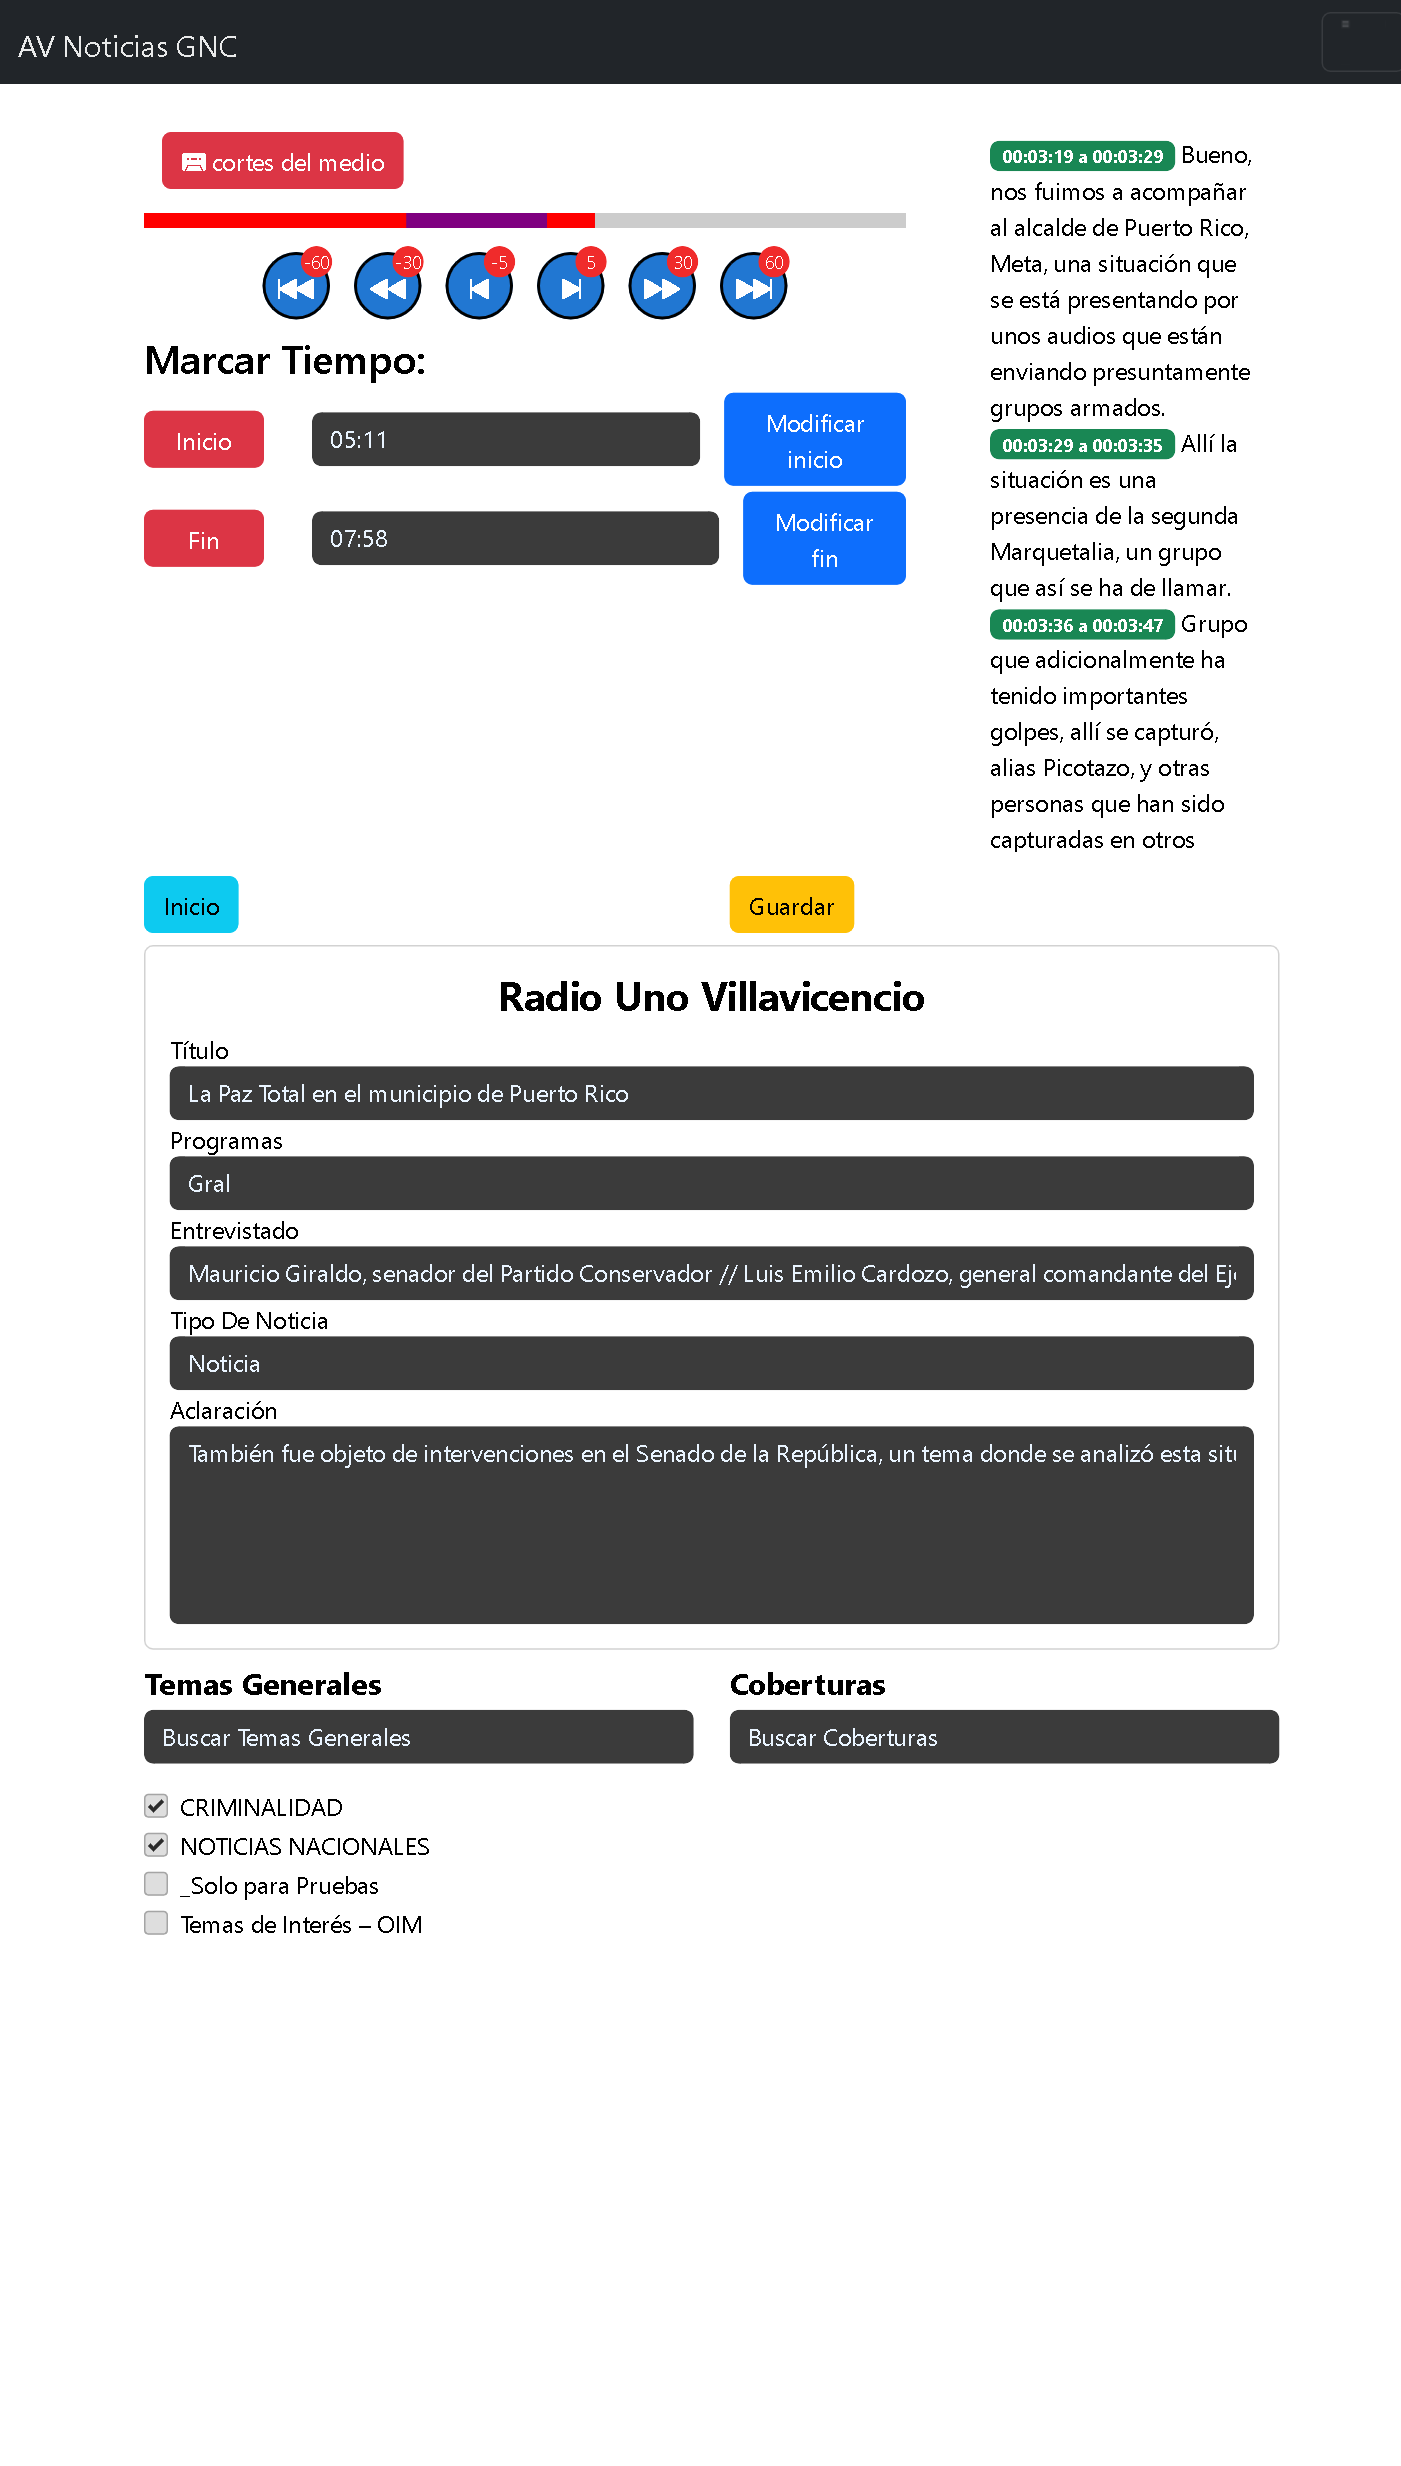 AV Noticias GNC
cortes del medio
-60 -30 -5 5 30 60
Marcar Tiempo:
Inicio 05:11 Modificar inicio
Fin 07:58 Modificar fin
00:03:19 a 00:03:29 Bueno,
nos fuimos a acompañar
al alcalde de Puerto Rico,
Meta, una situación que
se está presentando por
unos audios que están
enviando presuntamente
grupos armados.
00:03:29 a 00:03:35 Allí la
situación es una
presencia de la segunda
Marquetalia, un grupo
que así se ha de llamar.
00:03:36 a 00:03:47 Grupo
que adicionalmente ha
tenido importantes
golpes, allí se capturó,
alias Picotazo, y otras
personas que han sido
capturadas en otros
Inicio Guardar
Radio Uno Villavicencio
Título
La Paz Total en el municipio de Puerto Rico
Programas
Gral
Entrevistado
Mauricio Giraldo, senador del Partido Conservador // Luis Emilio Cardozo, general comandante del
Tipo De Noticia
Noticia
Aclaración
También fue objeto de intervenciones en el Senado de la República, un tema donde se analizó esta
Temas Generales
Buscar Temas Generales
CRIMINALIDAD
NOTICIAS NACIONALES
_Solo para Pruebas
Temas de Interés – OIM
Coberturas
Buscar Coberturas